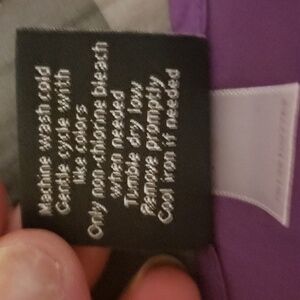 Machine wash cold
Gentle cycle with
like colors
Only non-chlorine bleach
when needed
Tumble dry low
Remove promptly
Cool iron if needed